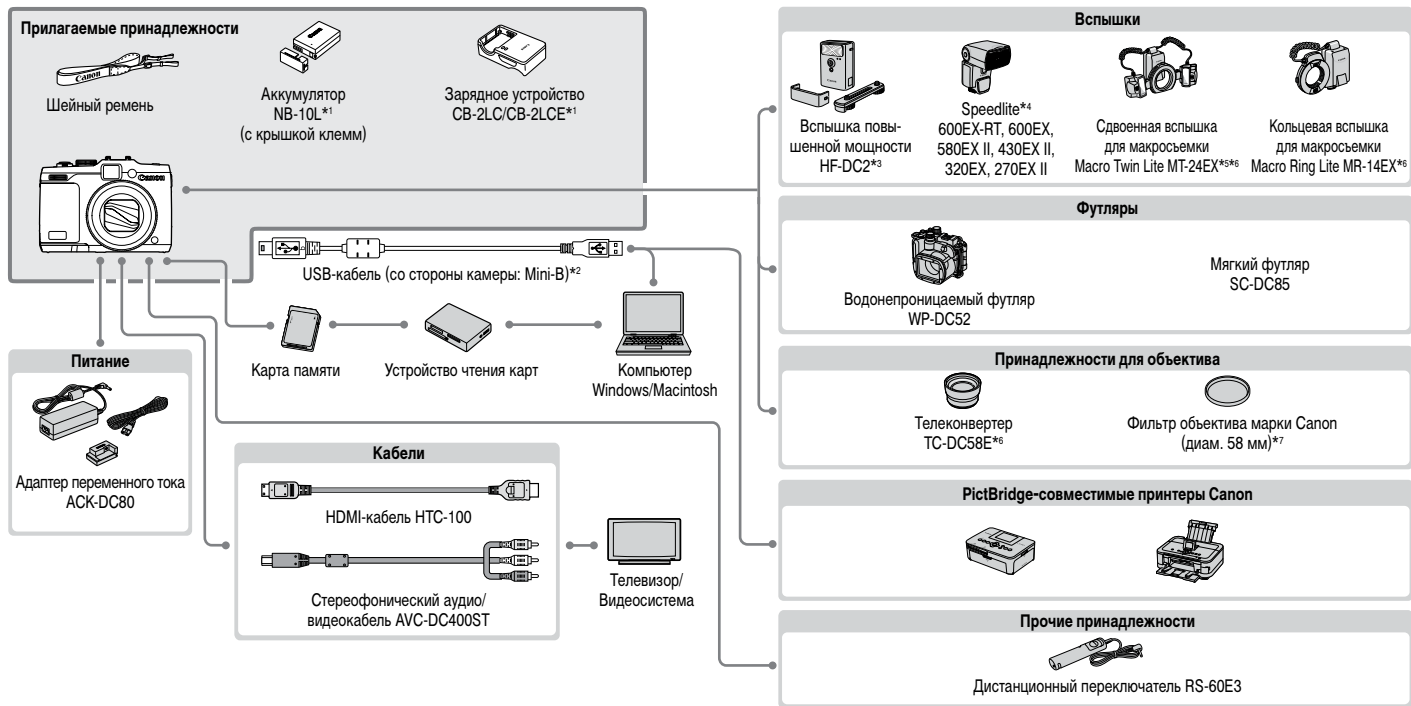 Прилагаемые принадлежности
Canon
Шейный ремень
Аккумулятор
NB-10L*1
(с крышкой клемм)
Зарядное устройство
CB-2LC/CB-2LCE*1
Canon
USB-кабель (со стороны камеры: Mini-B)*2
Карта памяти
Устройство чтения карт
Компьютер
Windows/Macintosh
Питание
Адаптер переменного тока
ACK-DC80
Кабели
HDMI-кабель HTC-100
Стереофонический аудио/
видеокабель AVC-DC400ST
Телевизор/
Видеосистема
Вспышки
Вспышка повы-
шенной мощности
HF-DC2*3
Speedlite*4
600EX-RT, 600EX,
580EX II, 430EX II,
320EX, 270EX II
Сдвоенная вспышка
для макросъемки
Macro Twin Lite MT-24EX*5*6
Кольцевая вспышка
для макросъемки
Macro Ring Lite MR-14EX*6
Футляры
Водонепроницаемый футляр
WP-DC52
Мягкий футляр
SC-DC85
Принадлежности для объектива
Телеконвертер
TC-DC58E*6
Фильтр объектива марки Canon
(диам. 58 мм)*7
PictBridge-совместимые принтеры Canon
Прочие принадлежности
Дистанционный переключатель RS-60E3